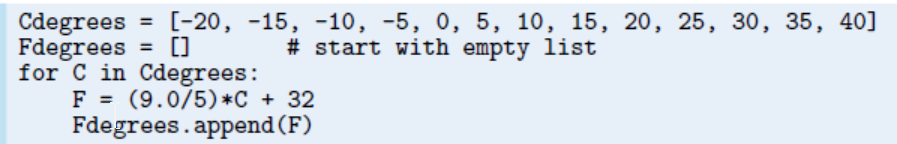 Cdegrees = [-20, -15, -10, -5, 0, 5, 10, 15, 20, 25, 30, 35, 40]
Fdegrees = []       # start with empty list
for C in Cdegrees:
    F = (9.0/5)*C + 32
    Fdegrees.append(F)